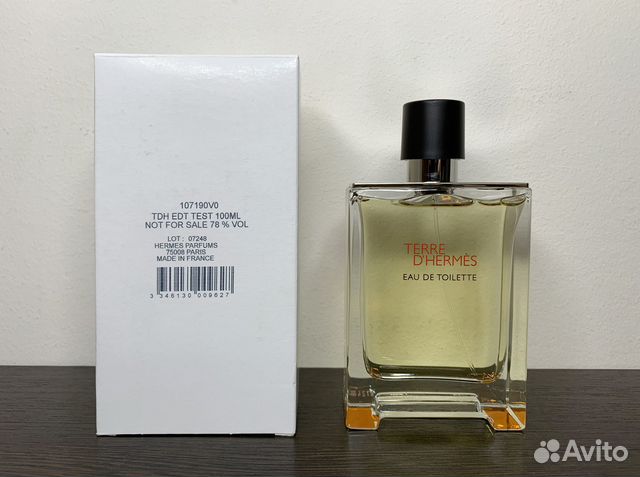 107190V0
TDH EDT TEST 100ML
NOT FOR SALE 78 % VOL
LOT : 07248
HERMES PARFUMS
75008 PARIS
MADE IN FRANCE
3 346130 009627
TERRE
D'HERMÈS
EAU DE TOILETTE
Avito